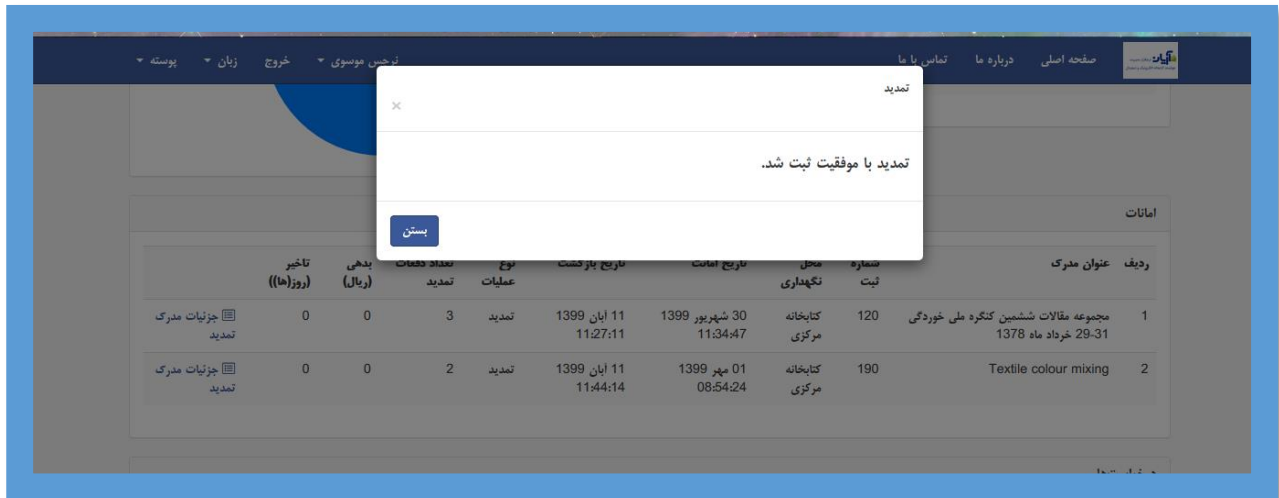 صفحه اصلی درباره ما تماس با ما نرجس موسوی خروج زبان پوسته
تمدید
×
تمدید با موفقیت ثبت شد.
بستن
امانات
ردیف عنوان مدرک شماره ثبت محل نگهداری تاریخ امانت تاریخ بازگشت نوع عملیات تعداد دفعات تمدید بدهی (ریال) تاخیر (روز(ها))
1 مجموعه مقالات ششمین کنگره ملی خوردگی 120 کتابخانه 30 شهریور 1399 11 آبان 1399 تمدید 3 0 0 جزئیات مدرک
29-31 خرداد ماه 1378 مرکزی 11:34:47 11:27:11 تمدید
2 Textile colour mixing 190 کتابخانه 01 مهر 1399 11 آبان 1399 تمدید 2 0 0 جزئیات مدرک
مرکزی 08:54:24 11:44:14 تمدید